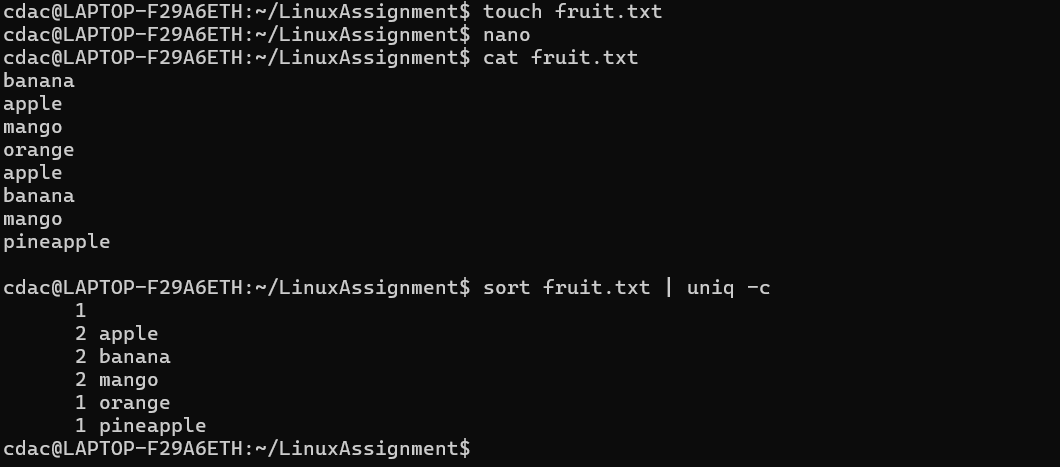 cdac@LAPTOP-F29A6ETH:~/LinuxAssignment$ touch fruit.txt
cdac@LAPTOP-F29A6ETH:~/LinuxAssignment$ nano
cdac@LAPTOP-F29A6ETH:~/LinuxAssignment$ cat fruit.txt
banana
apple
mango
orange
apple
banana
mango
pineapple

cdac@LAPTOP-F29A6ETH:~/LinuxAssignment$ sort fruit.txt | uniq -c
      1
      2 apple
      2 banana
      2 mango
      1 orange
      1 pineapple
cdac@LAPTOP-F29A6ETH:~/LinuxAssignment$